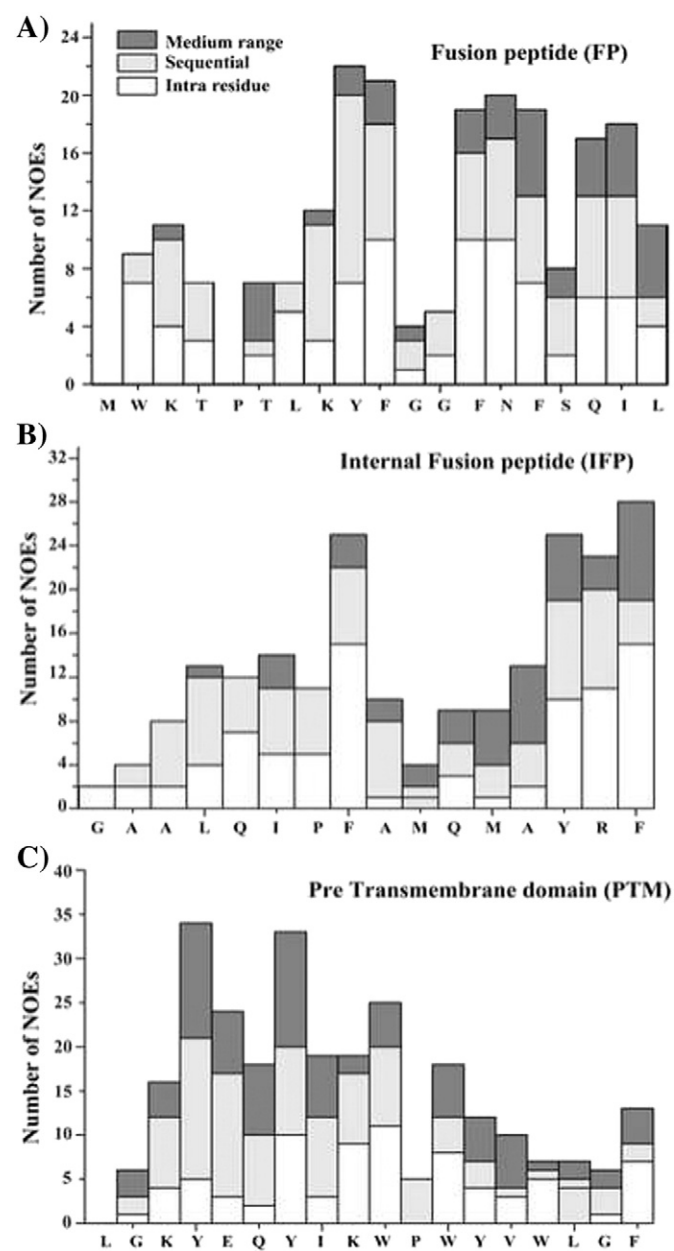 A)
Medium range
Sequential
Intra residue
Fusion peptide (FP)
Number of NOEs
24
20
16
12
8
4
0
M W K T P T L K Y F G G F N F S Q I L
B)
Internal Fusion peptide (IFP)
Number of NOEs
32
28
24
20
16
12
8
4
0
G A A L Q I P F A M Q M A Y R F
C)
Pre Transmembrane domain (PTM)
Number of NOEs
40
35
30
25
20
15
10
5
0
L G K Y E Q Y I K W P W Y V W L G F